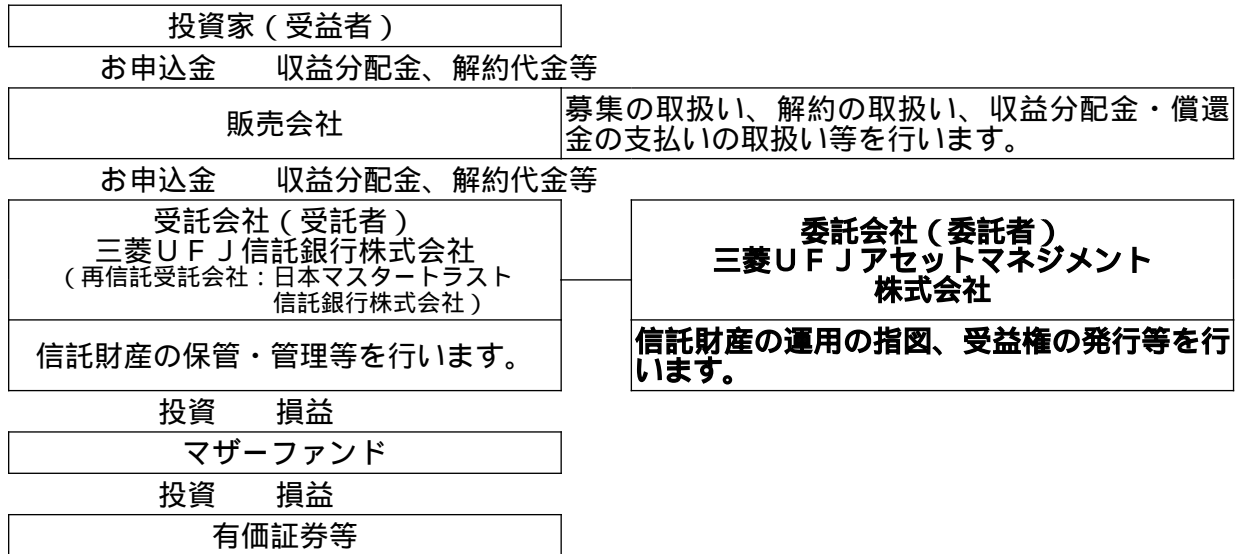 投資家(受益者)
お申込金　　収益分配金、解約代金等
販売会社
募集の取扱い、解約の取扱い、収益分配金・償還
金の支払いの取扱い等を行います。
お申込金　　収益分配金、解約代金等
受託会社(受託者)
三菱UFJ信託銀行株式会社
(再信託受託会社:日本マスタートラスト
信託銀行株式会社)
委託会社(委託者)
三菱UFJアセットマネジメント
株式会社
信託財産の保管・管理等を行います。
信託財産の運用の指図、受益権の発行等を行
います。
投資　　損益
マザーファンド
投資　　損益
有価証券等